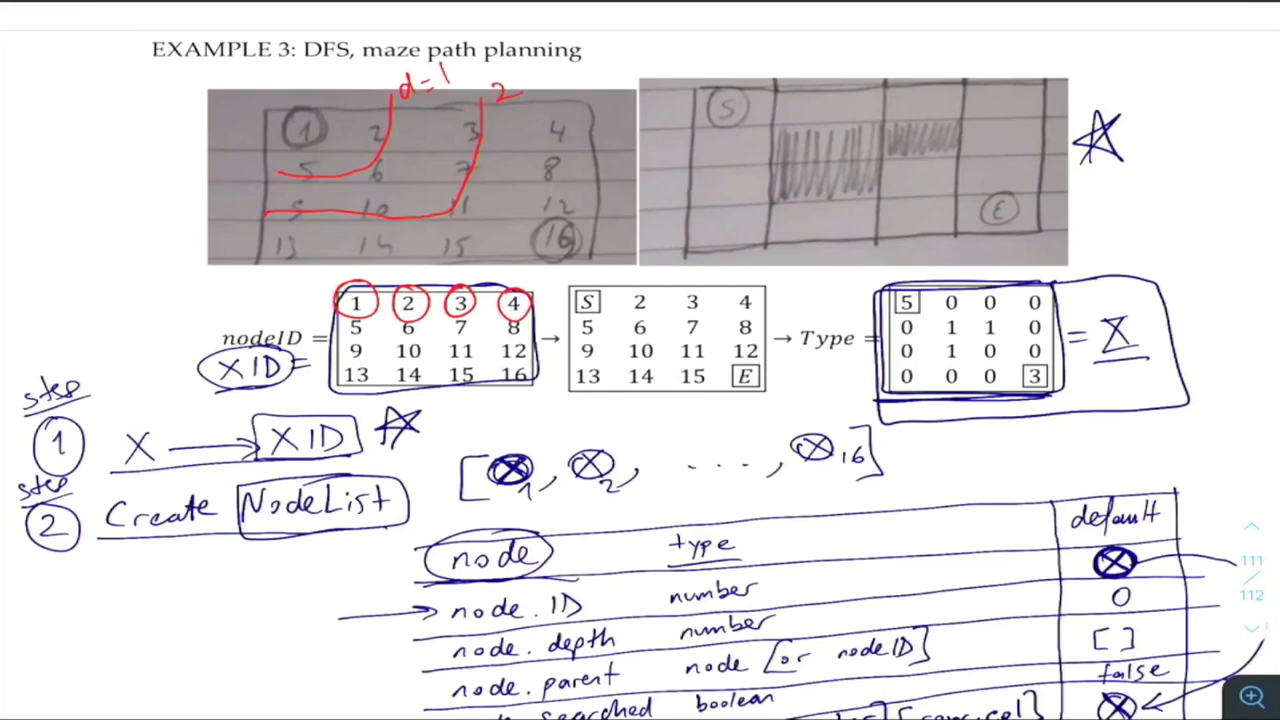 EXAMPLE 3: DFS, maze path planning
d=1 2
1 2 3 4
5 6 7 8
9 10 11 12
13 14 15 16
S
E
nodeID =
1 2 3 4
5 6 7 8
9 10 11 12
13 14 15 16
→
S 2 3 4
5 6 7 8
9 10 11 12
13 14 15 E
→ Type =
5 0 0 0
0 1 1 0
0 1 0 0
0 0 0 3
= X
XID =
step
1 X → XID
[⊗1, ⊗2, ...., ⊗16]
step
2 Create NodeList
node type default
→ node.ID number ⊗
node.depth number 0
node.parent node [or nodeID] [ ]
searched boolean false
[row,col] ⊗
111
/
112